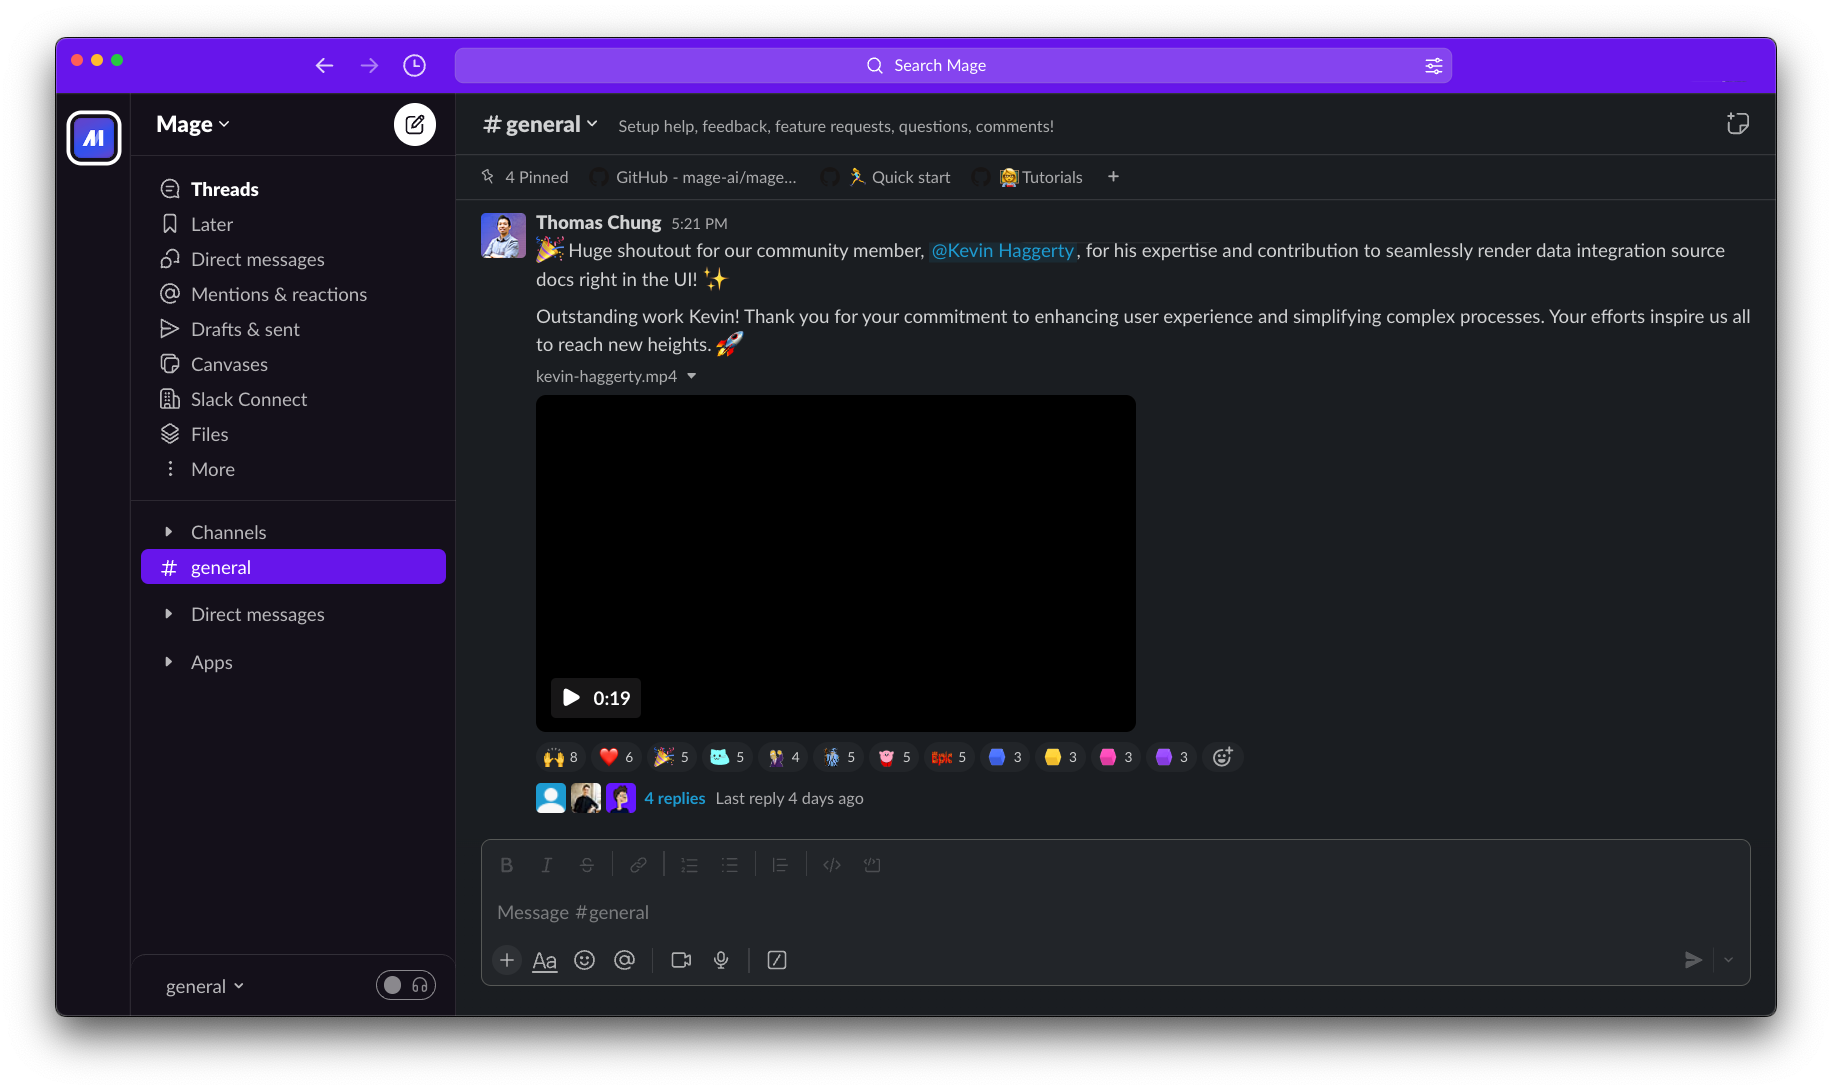 Search Mage
Mage
Threads
Later
Direct messages
Mentions & reactions
Drafts & sent
Canvases
Slack Connect
Files
More
Channels
# general
Direct messages
Apps
general
# general
Setup help, feedback, feature requests, questions, comments!
4 Pinned
GitHub - mage-ai/mage...
Quick start
Tutorials
+
Thomas Chung 5:21 PM
🎉 Huge shoutout for our community member, @Kevin Haggerty, for his expertise and contribution to seamlessly render data integration source
docs right in the UI! ✨
Outstanding work Kevin! Thank you for your commitment to enhancing user experience and simplifying complex processes. Your efforts inspire us all
to reach new heights. 🚀
kevin-haggerty.mp4
0:19
8 6 5 5 4 5 5 Epic 5 3 3 3 3
4 replies Last reply 4 days ago
B I S
Message #general
+ Aa @